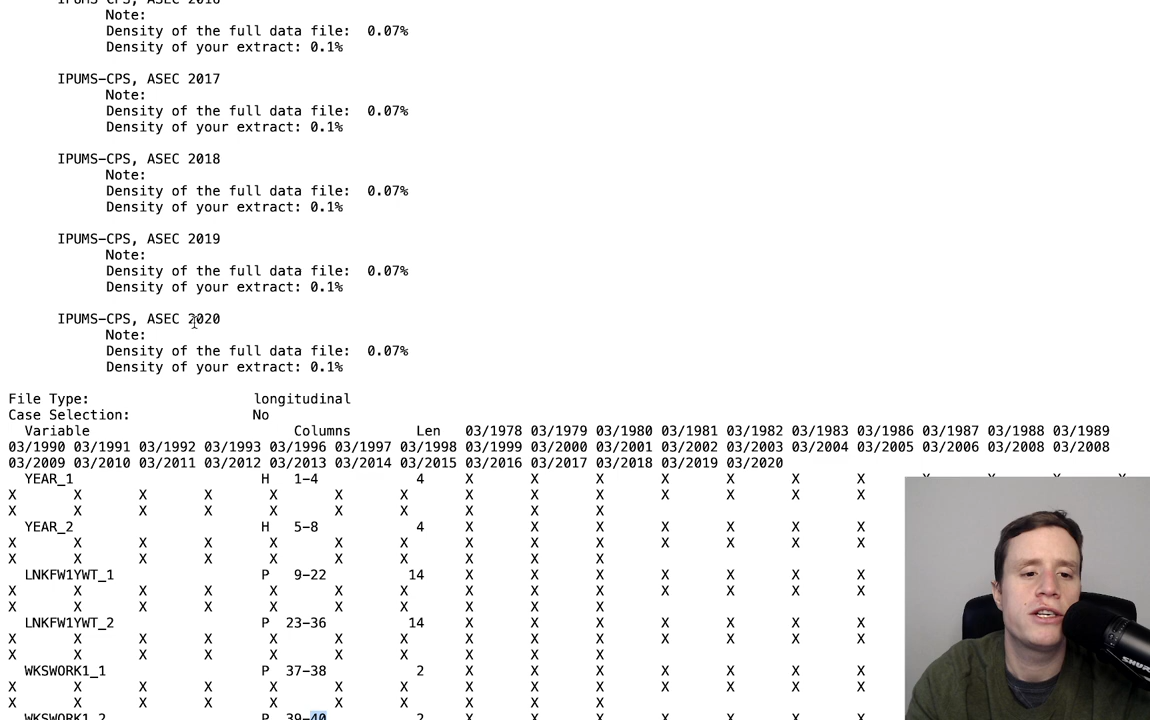 IPUMS-CPS, ASEC 2016
Note:
Density of the full data file:  0.07%
Density of your extract: 0.1%
IPUMS-CPS, ASEC 2017
Note:
Density of the full data file:  0.07%
Density of your extract: 0.1%
IPUMS-CPS, ASEC 2018
Note:
Density of the full data file:  0.07%
Density of your extract: 0.1%
IPUMS-CPS, ASEC 2019
Note:
Density of the full data file:  0.07%
Density of your extract: 0.1%
IPUMS-CPS, ASEC 2020
Note:
Density of the full data file:  0.07%
Density of your extract: 0.1%
File Type: longitudinal
Case Selection: No
Variable Columns Len 03/1978 03/1979 03/1980 03/1981 03/1982 03/1983 03/1986 03/1987 03/1988 03/1989
03/1990 03/1991 03/1992 03/1993 03/1996 03/1997 03/1998 03/1999 03/2000 03/2001 03/2002 03/2003 03/2004 03/2005 03/2006 03/2008 03/2008
03/2009 03/2010 03/2011 03/2012 03/2013 03/2014 03/2015 03/2016 03/2017 03/2018 03/2019 03/2020
YEAR_1 H 1-4 4 X X X X X X X X X X X
X X X X X X X X X X X X X X
X X X X X X X X X
YEAR_2 H 5-8 4 X X X X X X X
X X X X X X X X X X X X X X
X X X X X X X X X
LNKFW1YWT_1 P 9-22 14 X X X X X X X
X X X X X X X X X X X X X X
X X X X X X X X X
LNKFW1YWT_2 P 23-36 14 X X X X X X X
X X X X X X X X X X X X X X
X X X X X X X X X
WKSWORK1_1 P 37-38 2 X X X X X X X
X X X X X X X X X X X X X X
X X X X X X X X X
WKSWORK1_2 P 39-40 2 X X X X X X X
SHURE